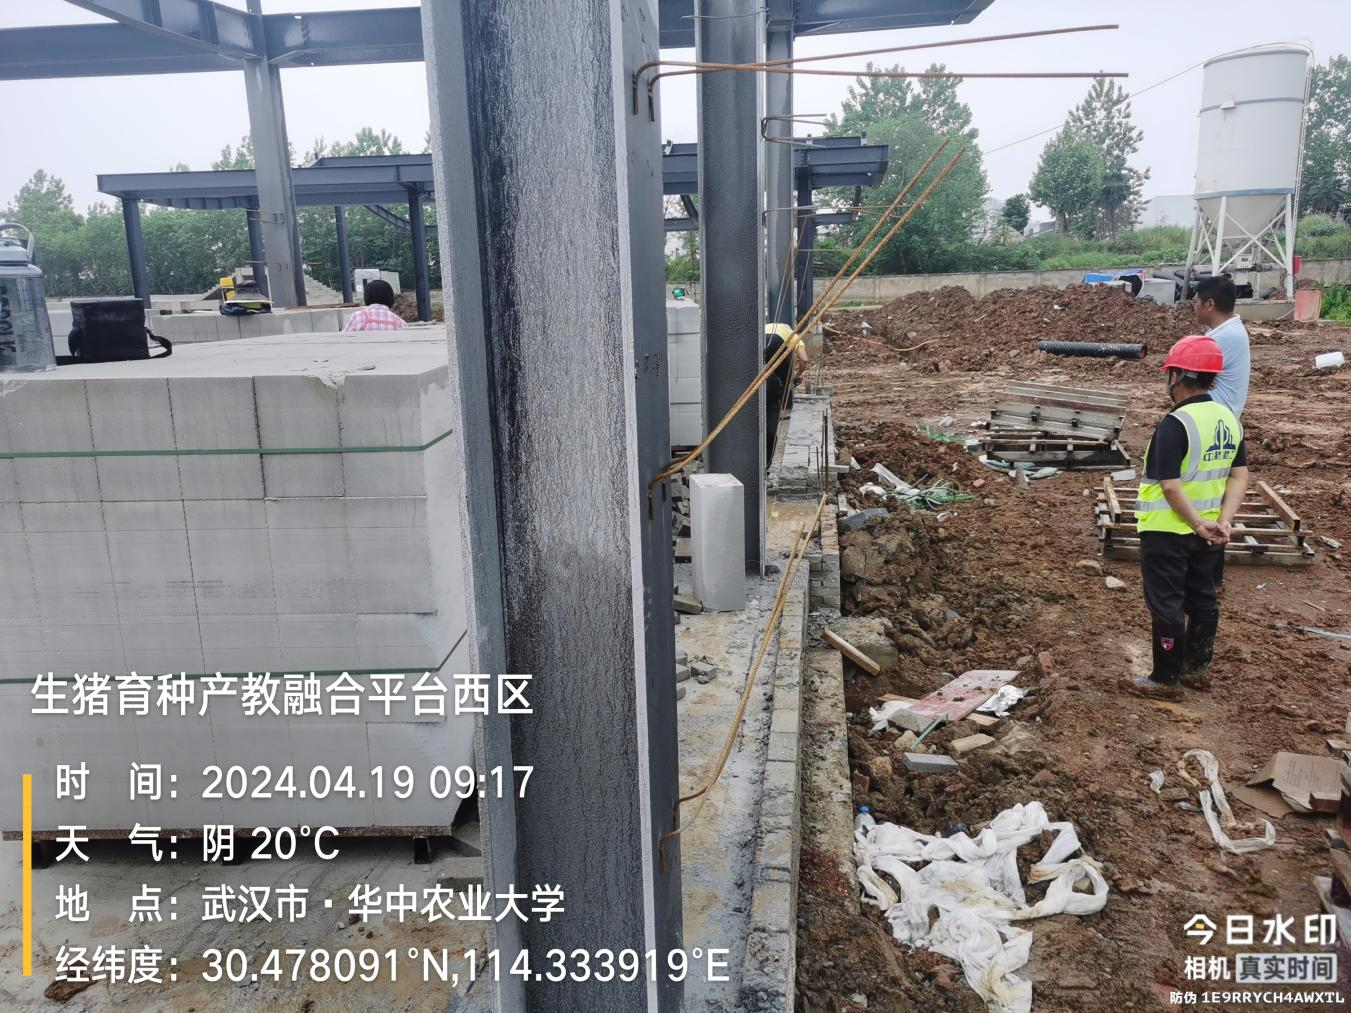 生猪育种产教融合平台西区
时 间：2024.04.19 09:17
天 气：阴 20°C
地 点：武汉市·华中农业大学
经纬度：30.478091°N,114.333919°E
今日水印
相机 真实时间
防伪 1E9RRYCH4AWXTL